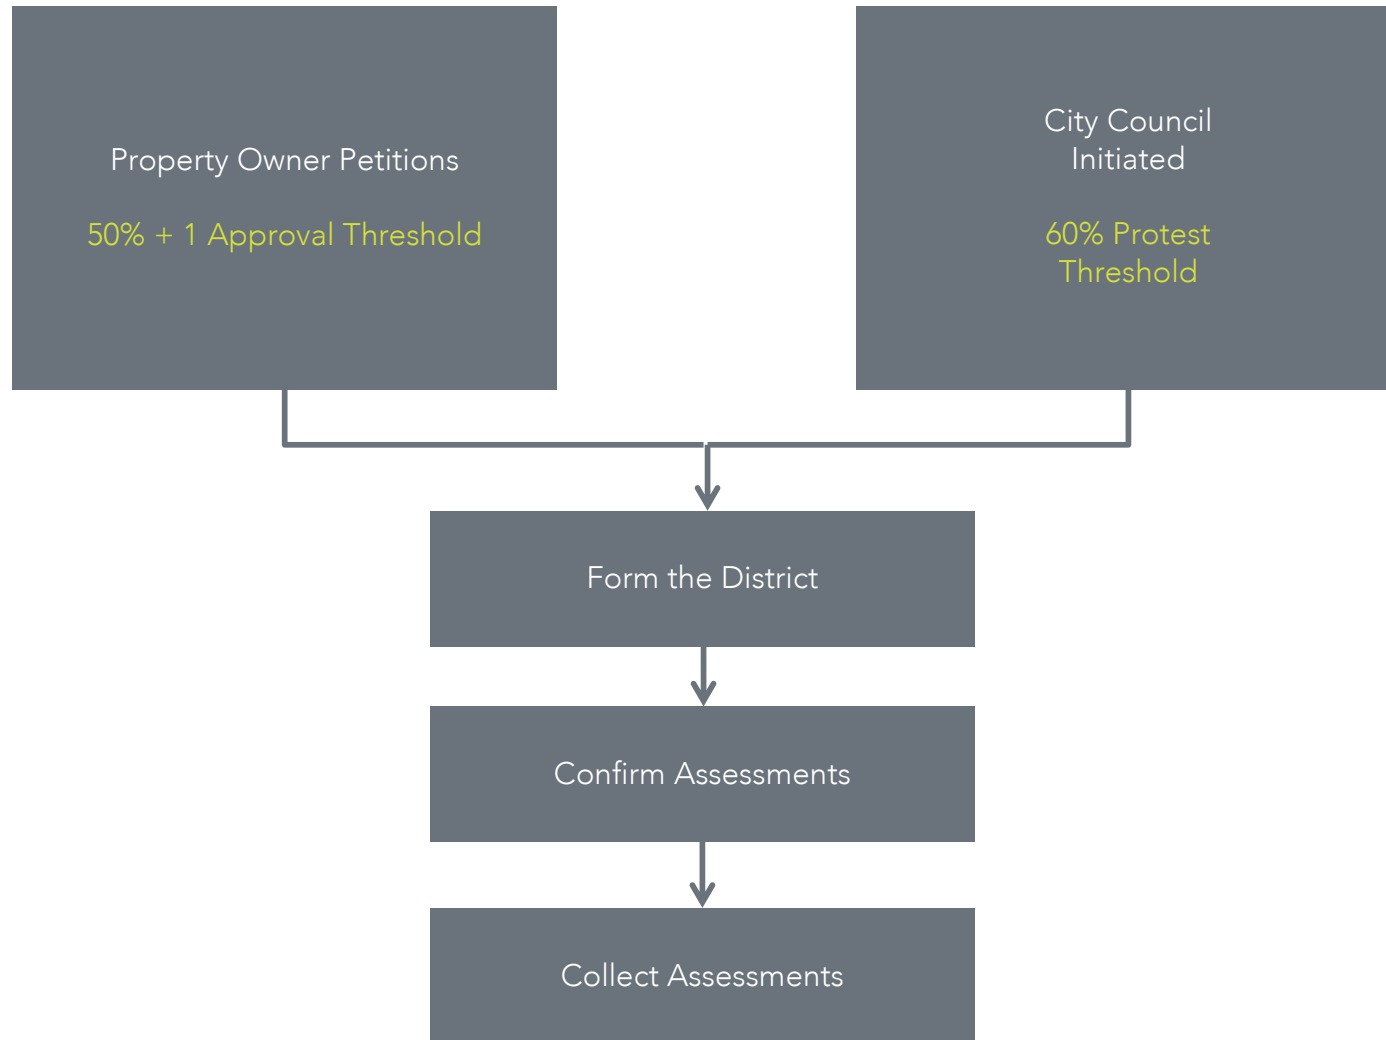 Property Owner Petitions
50% + 1 Approval Threshold
City Council
Initiated
60% Protest
Threshold
Form the District
Confirm Assessments
Collect Assessments